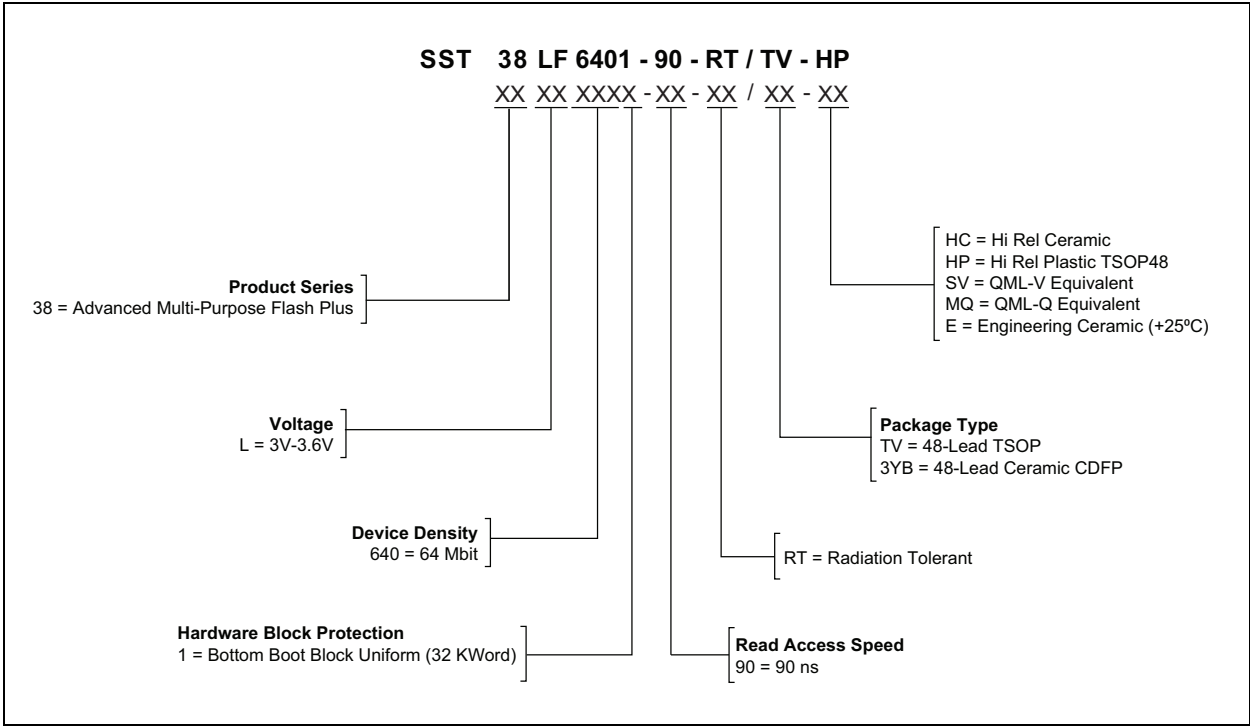 SST 38 LF 6401 - 90 - RT / TV - HP
XX XX XXXX - XX - XX / XX - XX
HC = Hi Rel Ceramic
HP = Hi Rel Plastic TSOP48
SV = QML-V Equivalent
MQ = QML-Q Equivalent
E = Engineering Ceramic (+25ºC)
Product Series
38 = Advanced Multi-Purpose Flash Plus
Voltage
L = 3V-3.6V
Package Type
TV = 48-Lead TSOP
3YB = 48-Lead Ceramic CDFP
Device Density
640 = 64 Mbit
RT = Radiation Tolerant
Hardware Block Protection
1 = Bottom Boot Block Uniform (32 KWord)
Read Access Speed
90 = 90 ns